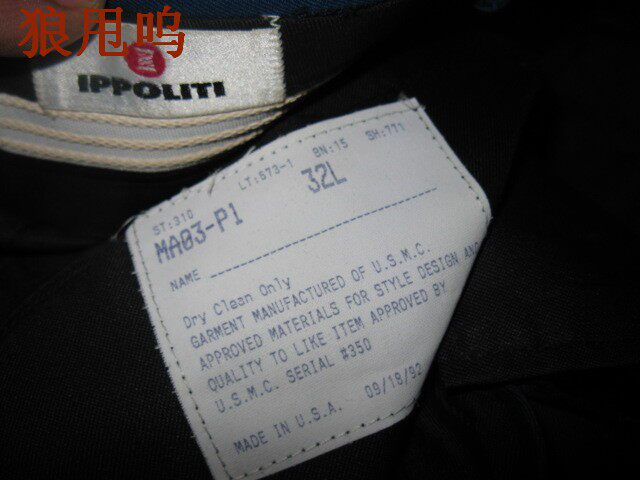 狼甩呜
FRY
IPPOLITI
ST:310 LT:673-1 BN:15 SH:771
MA03-P1 32L
NAME
Dry Clean Only
GARMENT MANUFACTURED OF U.S.M.C.
APPROVED MATERIALS FOR STYLE DESIGN AND
QUALITY TO LIKE ITEM APPROVED BY
U.S.M.C. SERIAL #350
MADE IN U.S.A. 09/18/92